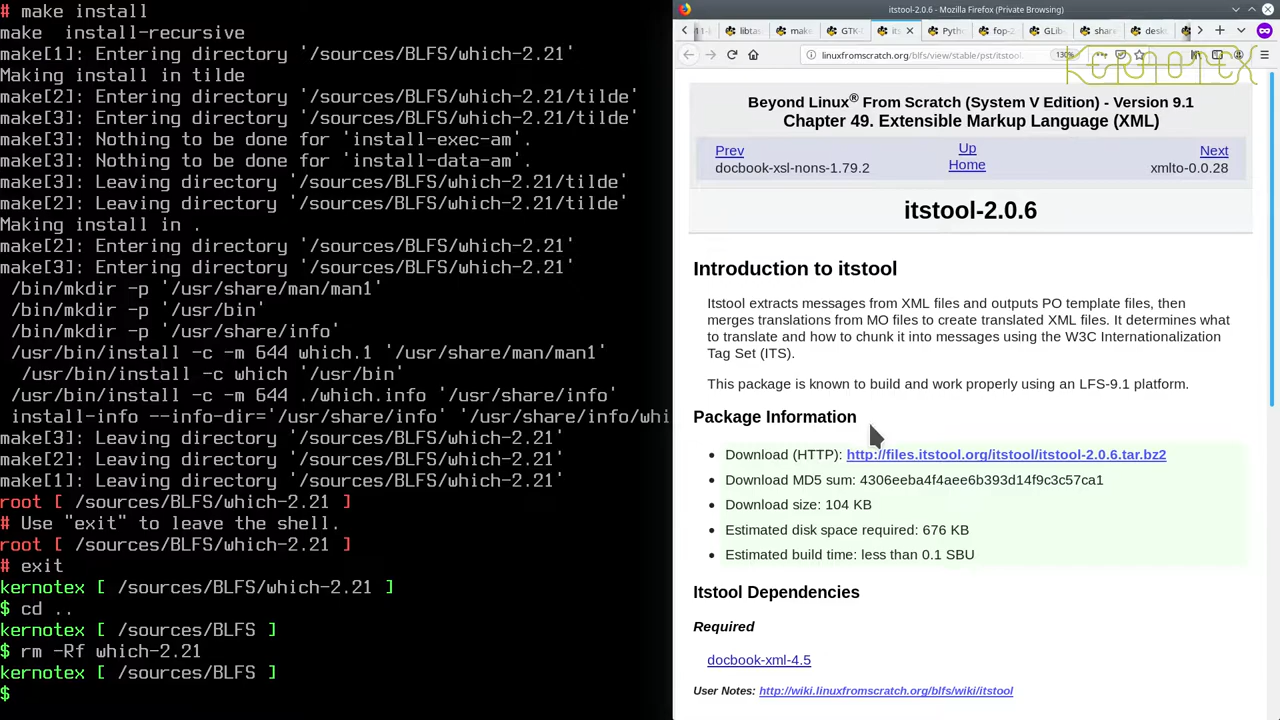 # make install
make  install-recursive
make[1]: Entering directory '/sources/BLFS/which-2.21'
Making install in tilde
make[2]: Entering directory '/sources/BLFS/which-2.21/tilde'
make[3]: Entering directory '/sources/BLFS/which-2.21/tilde'
make[3]: Nothing to be done for 'install-exec-am'.
make[3]: Nothing to be done for 'install-data-am'.
make[3]: Leaving directory '/sources/BLFS/which-2.21/tilde'
make[2]: Leaving directory '/sources/BLFS/which-2.21/tilde'
Making install in .
make[2]: Entering directory '/sources/BLFS/which-2.21'
make[3]: Entering directory '/sources/BLFS/which-2.21'
/bin/mkdir -p '/usr/share/man/man1'
/bin/mkdir -p '/usr/bin'
/bin/mkdir -p '/usr/share/info'
/usr/bin/install -c -m 644 which.1 '/usr/share/man/man1'
/usr/bin/install -c which '/usr/bin'
/usr/bin/install -c -m 644 ./which.info '/usr/share/info'
install-info --info-dir='/usr/share/info' '/usr/share/info/whi
make[3]: Leaving directory '/sources/BLFS/which-2.21'
make[2]: Leaving directory '/sources/BLFS/which-2.21'
make[1]: Leaving directory '/sources/BLFS/which-2.21'
root [ /sources/BLFS/which-2.21 ]
# Use "exit" to leave the shell.
root [ /sources/BLFS/which-2.21 ]
# exit
kernotex [ /sources/BLFS/which-2.21 ]
$ cd ..
kernotex [ /sources/BLFS ]
$ rm -Rf which-2.21
kernotex [ /sources/BLFS ]
$
itstool-2.0.6 - Mozilla Firefox (Private Browsing)
11- libtas make GTK- its Pyth fop-2 GLib share desk
linuxfromscratch.org/blfs/view/stable/pst/itstool. 130%
KERNOTEX
Beyond Linux® From Scratch (System V Edition) - Version 9.1
Chapter 49. Extensible Markup Language (XML)
Prev Up Next
docbook-xsl-nons-1.79.2 Home xmlto-0.0.28
itstool-2.0.6
Introduction to itstool
Itstool extracts messages from XML files and outputs PO template files, then
merges translations from MO files to create translated XML files. It determines what
to translate and how to chunk it into messages using the W3C Internationalization
Tag Set (ITS).
This package is known to build and work properly using an LFS-9.1 platform.
Package Information
• Download (HTTP): http://files.itstool.org/itstool/itstool-2.0.6.tar.bz2
• Download MD5 sum: 4306eeba4f4aee6b393d14f9c3c57ca1
• Download size: 104 KB
• Estimated disk space required: 676 KB
• Estimated build time: less than 0.1 SBU
Itstool Dependencies
Required
docbook-xml-4.5
User Notes: http://wiki.linuxfromscratch.org/blfs/wiki/itstool